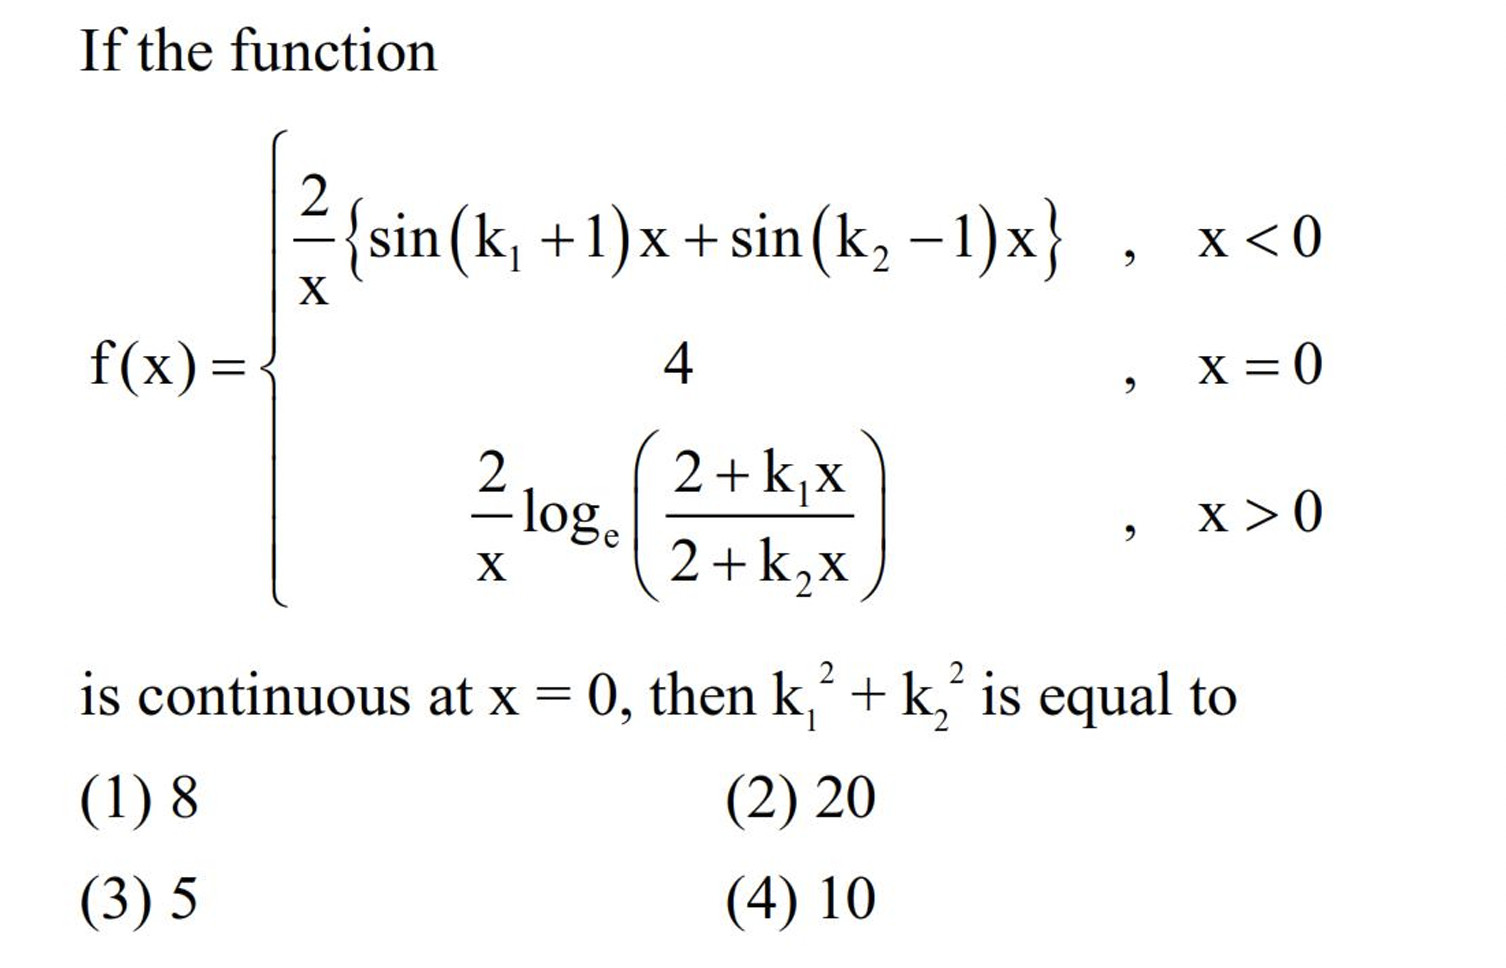 If the function
f(x) = { 2/x {sin(k₁ + 1)x + sin(k₂ − 1)x} , x < 0
4 , x = 0
2/x logₑ((2 + k₁x)/(2 + k₂x)) , x > 0
is continuous at x = 0, then k₁² + k₂² is equal to
(1) 8 (2) 20
(3) 5 (4) 10